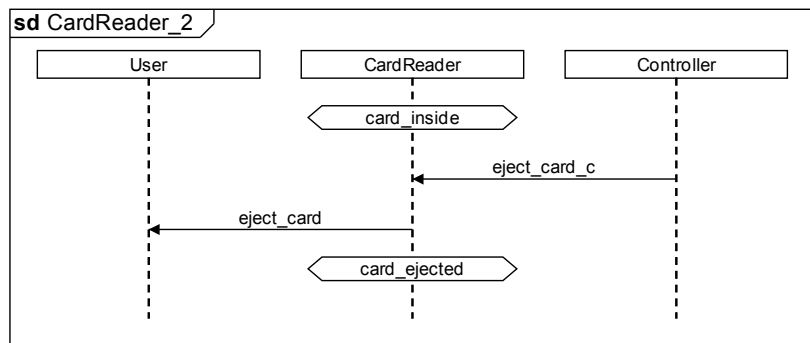 sd CardReader_2
User CardReader Controller
card_inside
eject_card_c
eject_card
card_ejected